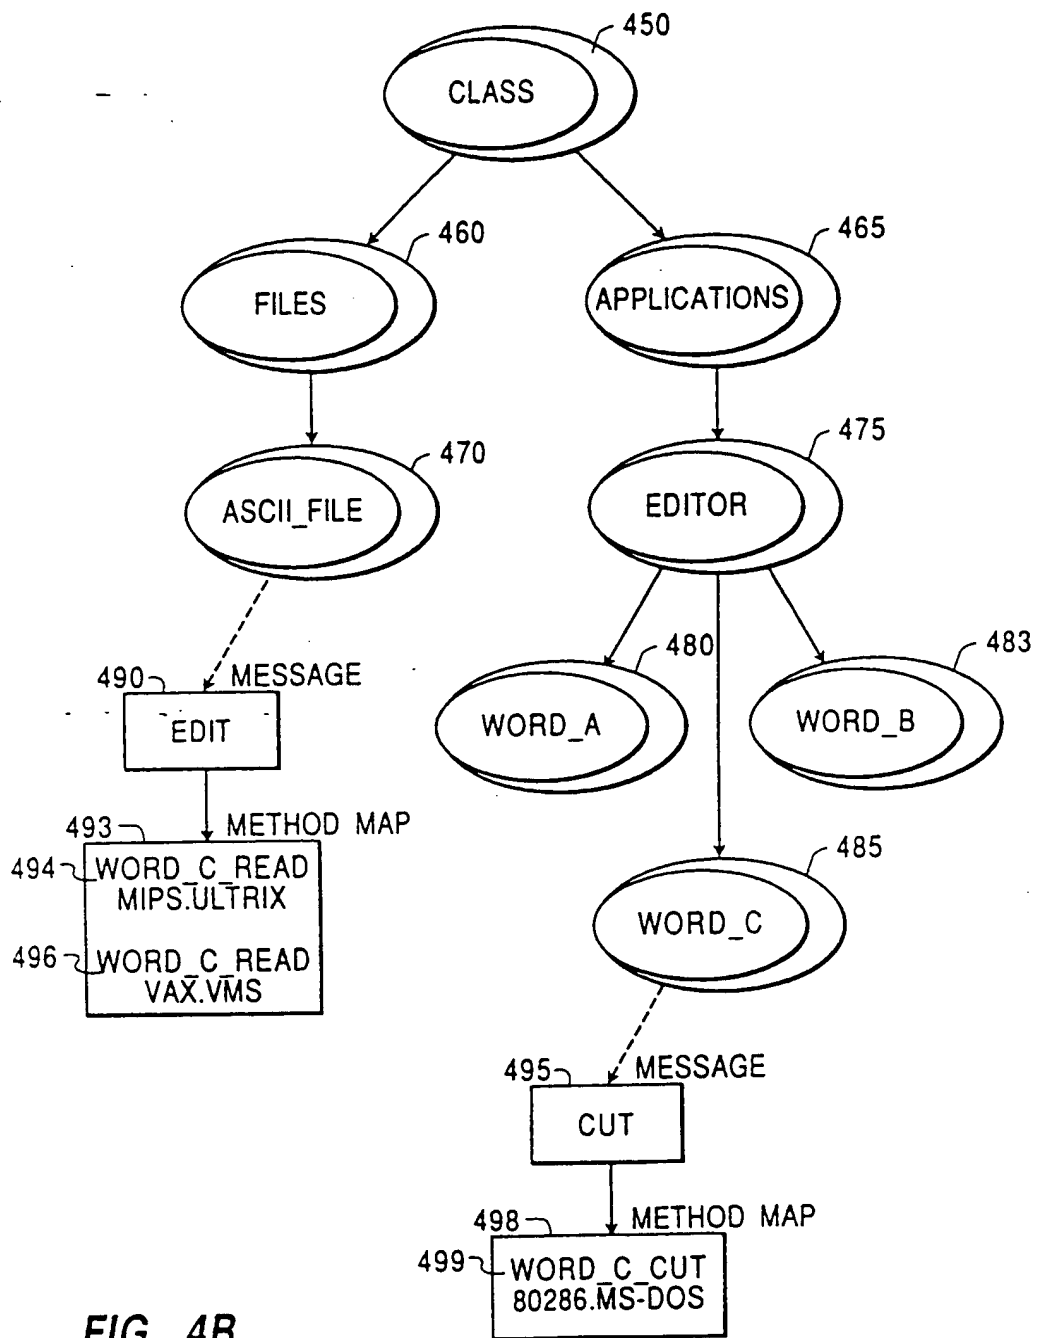 450
CLASS
460
465
FILES
APPLICATIONS
470
475
ASCII_FILE
EDITOR
480
483
490
MESSAGE
EDIT
WORD_A
WORD_B
493
METHOD MAP
494
WORD_C_READ
MIPS.ULTRIX
485
WORD_C
496
WORD_C_READ
VAX.VMS
495
MESSAGE
CUT
498
METHOD MAP
499
WORD_C_CUT
80286.MS-DOS
FIG. 4B